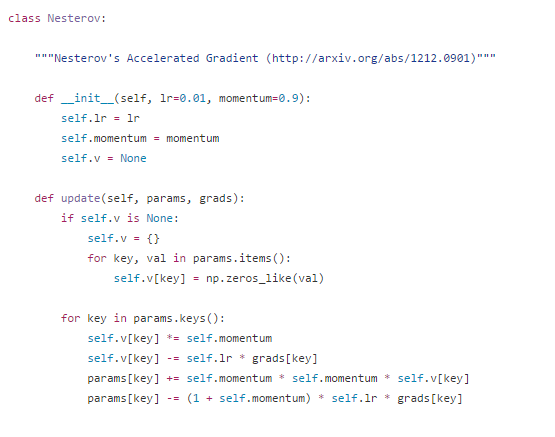 class Nesterov:
"""Nesterov's Accelerated Gradient (http://arxiv.org/abs/1212.0901)"""
def __init__(self, lr=0.01, momentum=0.9):
self.lr = lr
self.momentum = momentum
self.v = None
def update(self, params, grads):
if self.v is None:
self.v = {}
for key, val in params.items():
self.v[key] = np.zeros_like(val)
for key in params.keys():
self.v[key] *= self.momentum
self.v[key] -= self.lr * grads[key]
params[key] += self.momentum * self.momentum * self.v[key]
params[key] -= (1 + self.momentum) * self.lr * grads[key]